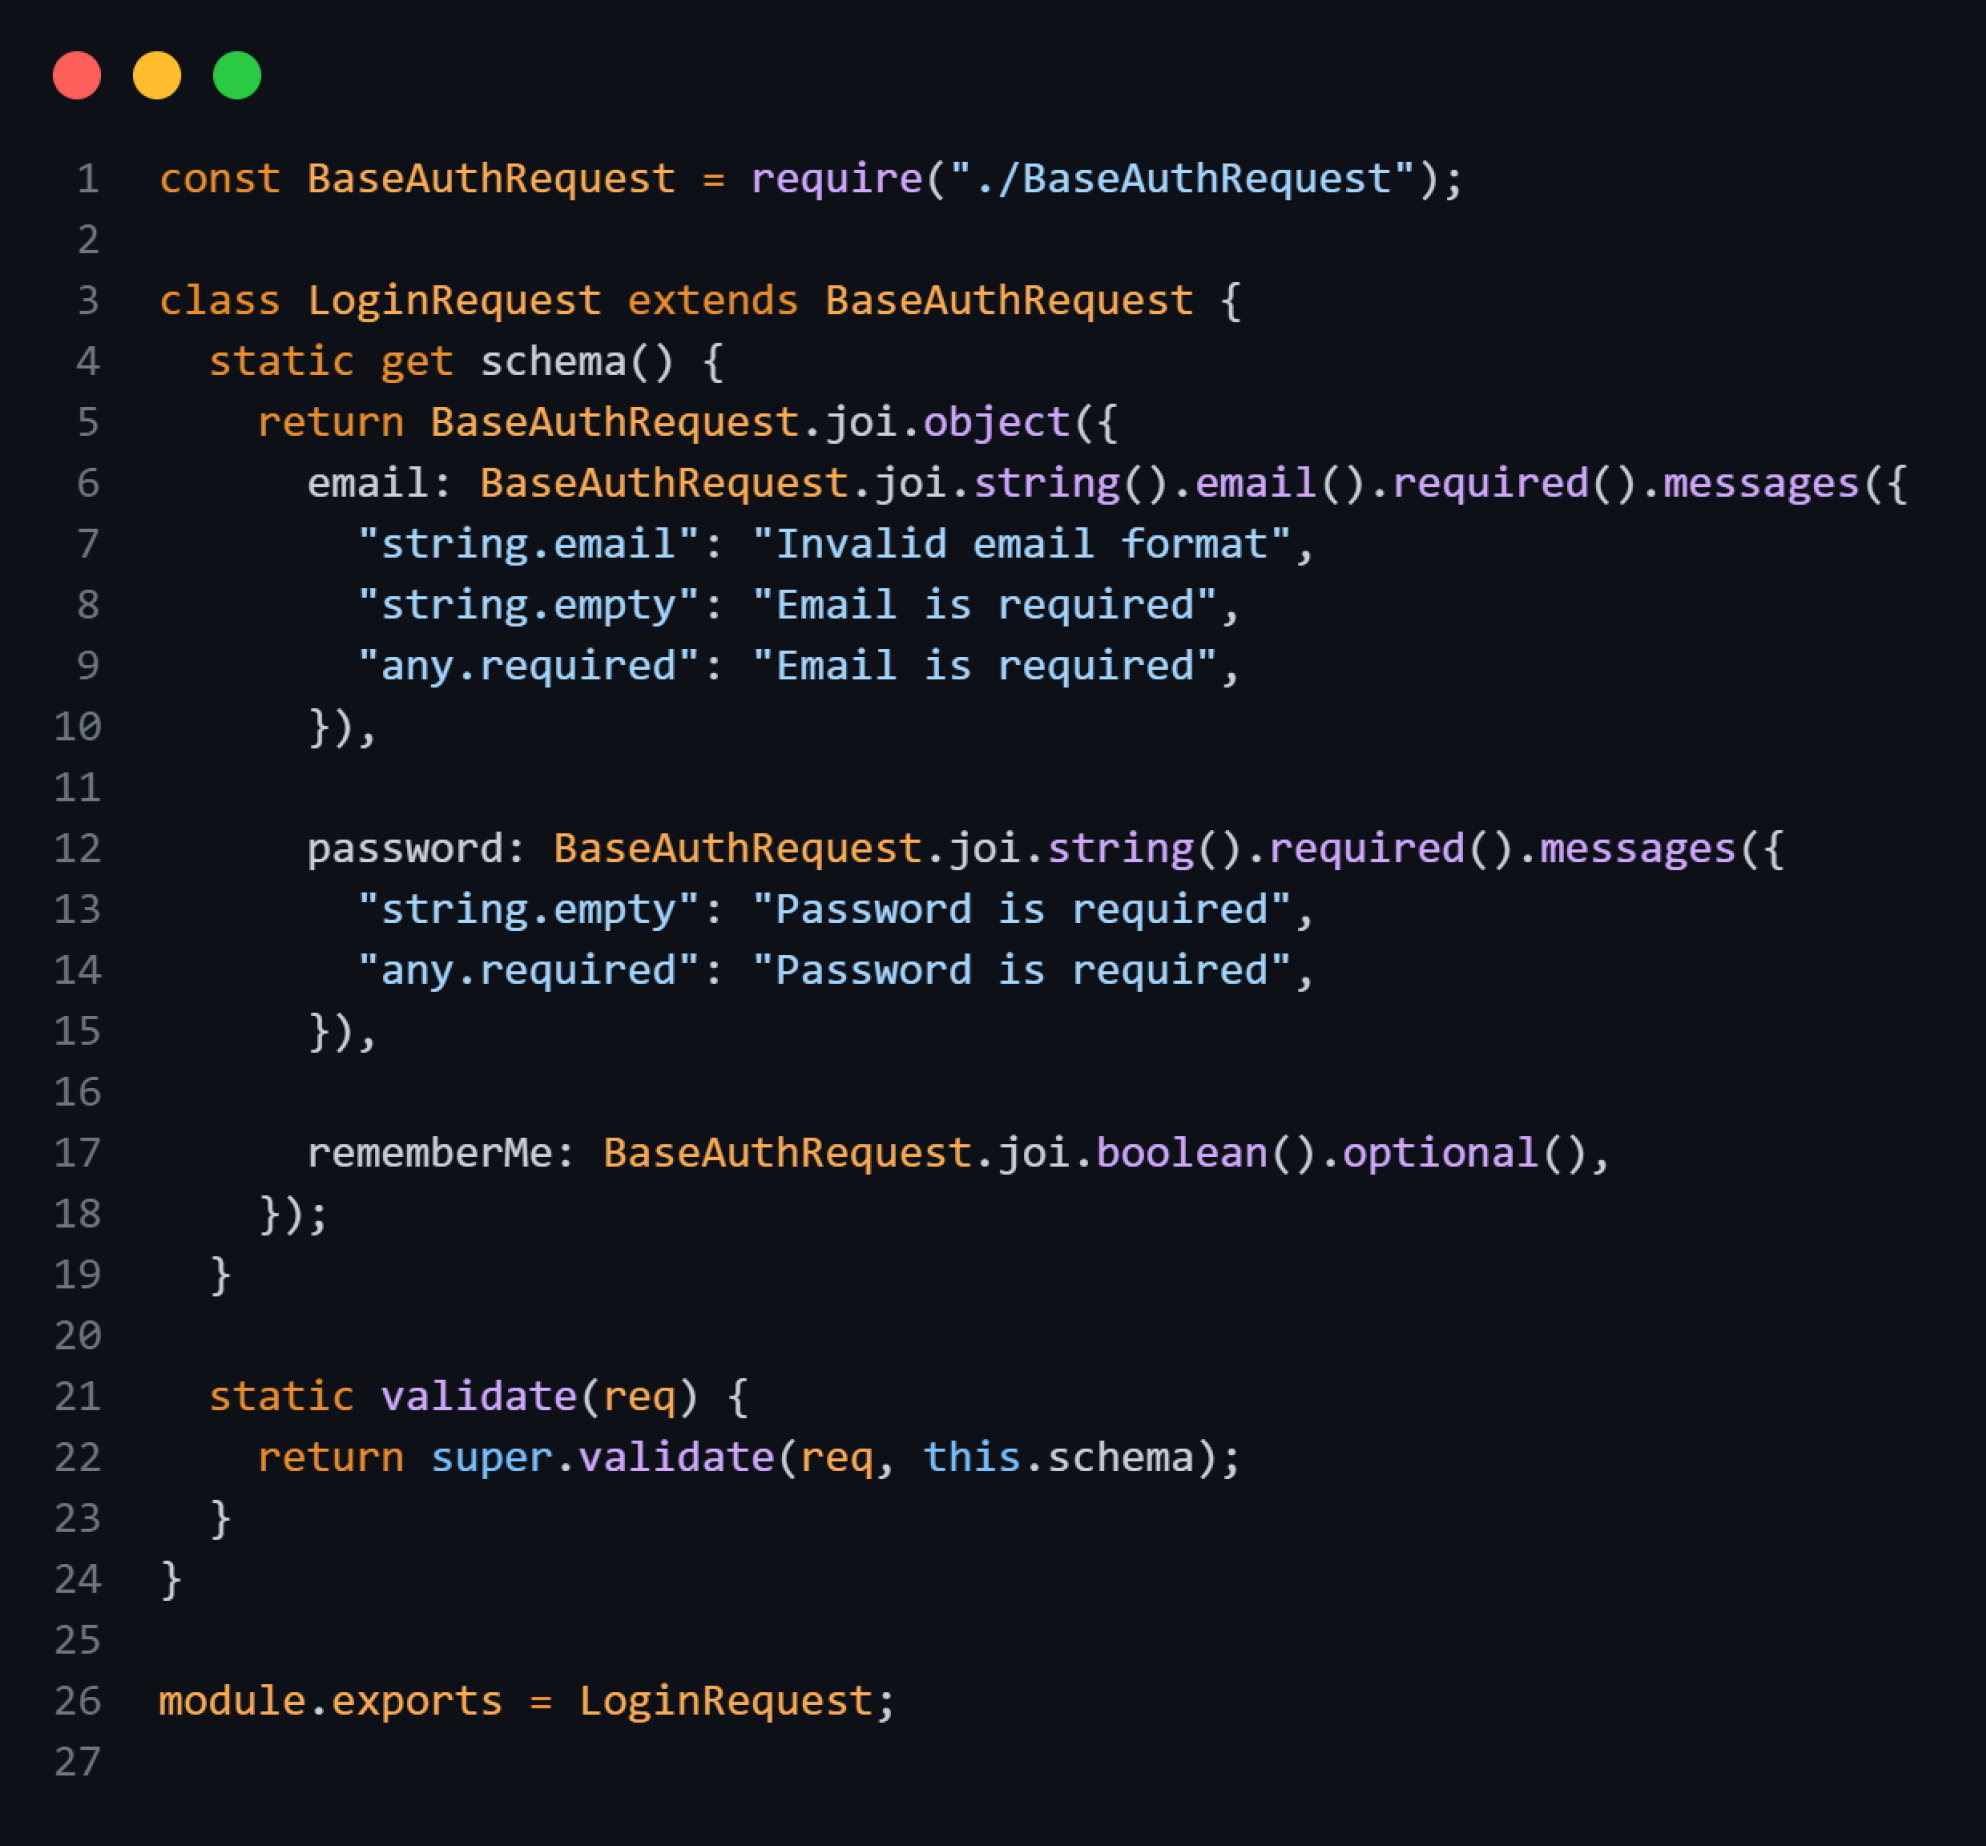 1 const BaseAuthRequest = require("./BaseAuthRequest");
2
3 class LoginRequest extends BaseAuthRequest {
4   static get schema() {
5     return BaseAuthRequest.joi.object({
6       email: BaseAuthRequest.joi.string().email().required().messages({
7         "string.email": "Invalid email format",
8         "string.empty": "Email is required",
9         "any.required": "Email is required",
10       }),
11
12       password: BaseAuthRequest.joi.string().required().messages({
13         "string.empty": "Password is required",
14         "any.required": "Password is required",
15       }),
16
17       rememberMe: BaseAuthRequest.joi.boolean().optional(),
18     });
19   }
20
21   static validate(req) {
22     return super.validate(req, this.schema);
23   }
24 }
25
26 module.exports = LoginRequest;
27